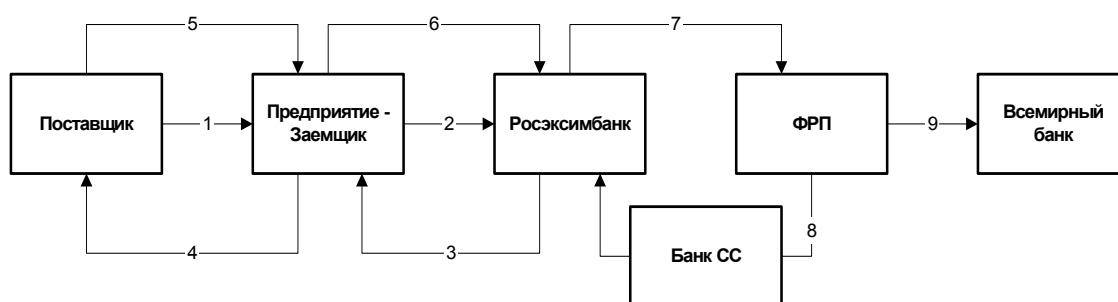 5
6
7
Поставщик
1
Предприятие -
Заемщик
2
Росэксимбанк
ФРП
9
Всемирный
банк
4
3
Банк СС
8